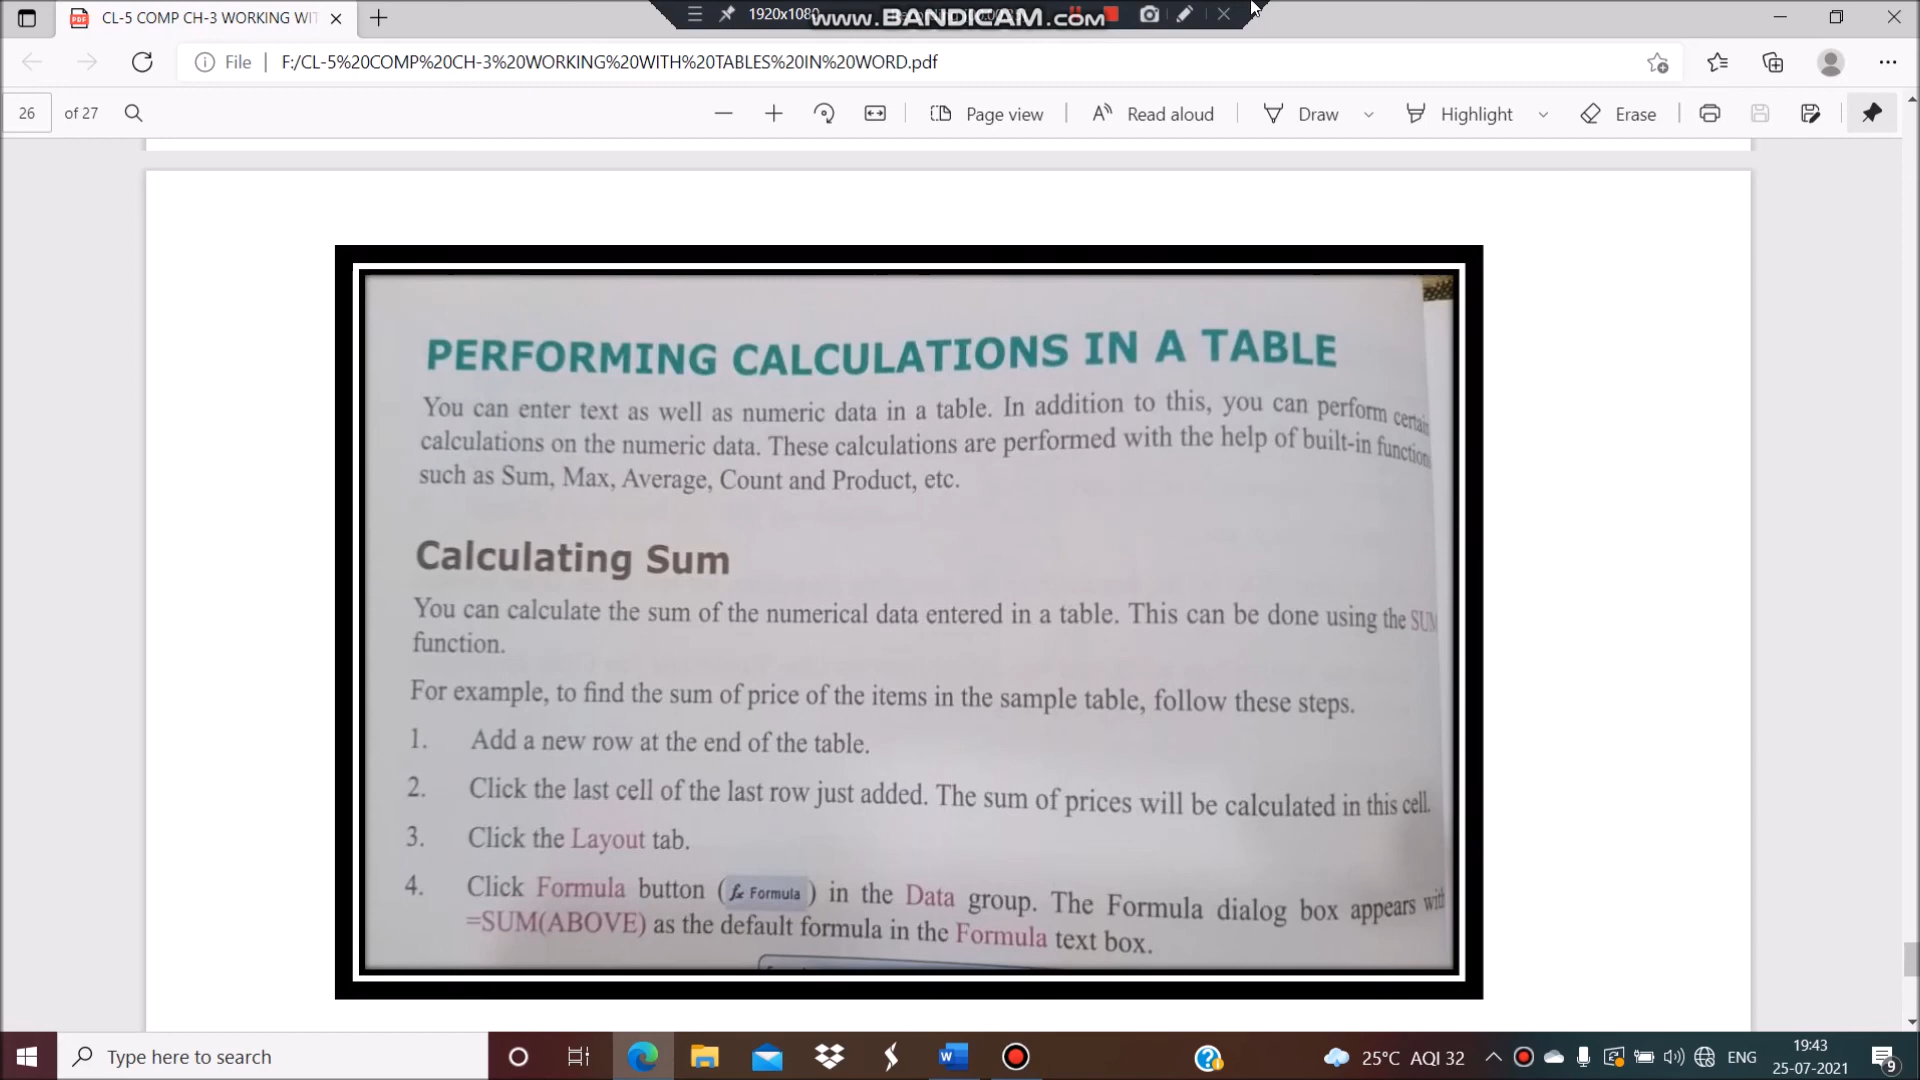 CL-5 COMP CH-3 WORKING WIT
1920x1080
www.BANDICAM.com
File
F:/CL-5%20COMP%20CH-3%20WORKING%20WITH%20TABLES%20IN%20WORD.pdf
26 of 27
Page view
Read aloud
Draw
Highlight
Erase
PERFORMING CALCULATIONS IN A TABLE
You can enter text as well as numeric data in a table. In addition to this, you can perform certain
calculations on the numeric data. These calculations are performed with the help of built-in function
such as Sum, Max, Average, Count and Product, etc.
Calculating Sum
You can calculate the sum of the numerical data entered in a table. This can be done using the SUM
function.
For example, to find the sum of price of the items in the sample table, follow these steps.
1. Add a new row at the end of the table.
2. Click the last cell of the last row just added. The sum of prices will be calculated in this cell.
3. Click the Layout tab.
4. Click Formula button (fx Formula) in the Data group. The Formula dialog box appears with
=SUM(ABOVE) as the default formula in the Formula text box.
Type here to search
25°C AQI 32
ENG
19:43
25-07-2021
9